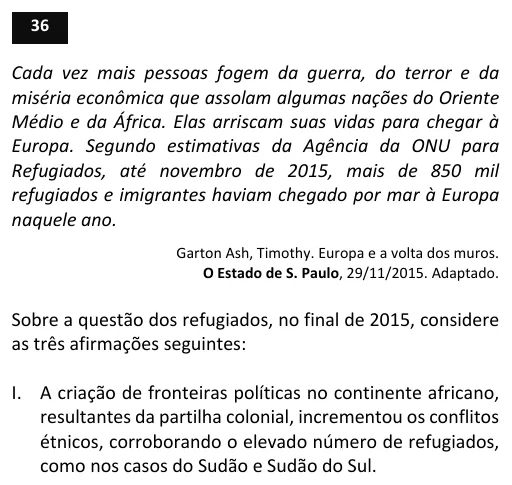 36
Cada vez mais pessoas fogem da guerra, do terror e da
miséria econômica que assolam algumas nações do Oriente
Médio e da África. Elas arriscam suas vidas para chegar à
Europa. Segundo estimativas da Agência da ONU para
Refugiados, até novembro de 2015, mais de 850 mil
refugiados e imigrantes haviam chegado por mar à Europa
naquele ano.
Garton Ash, Timothy. Europa e a volta dos muros.
O Estado de S. Paulo, 29/11/2015. Adaptado.
Sobre a questão dos refugiados, no final de 2015, considere
as três afirmações seguintes:
I. A criação de fronteiras políticas no continente africano,
resultantes da partilha colonial, incrementou os conflitos
étnicos, corroborando o elevado número de refugiados,
como nos casos do Sudão e Sudão do Sul.